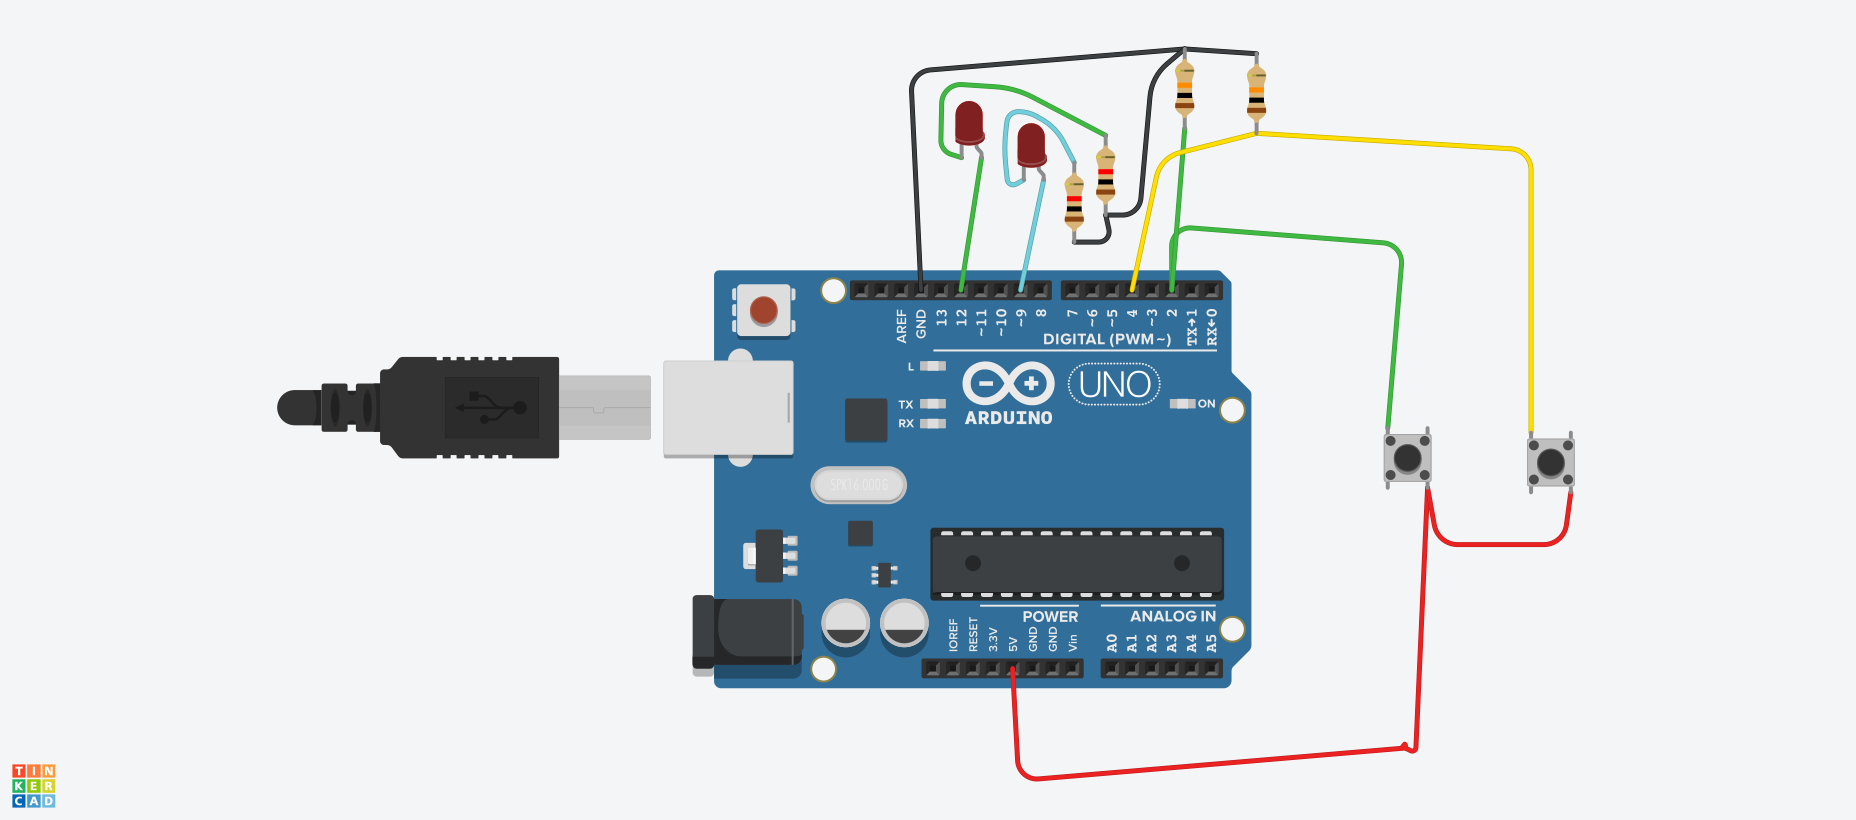 AREF
GND
13
12
~11
~10
~9
8
7
~6
~5
4
~3
2
TX→1
RX←0
DIGITAL (PWM~)
L
TX
RX
ARDUINO
UNO
ON
SPK16.000G
POWER
ANALOG IN
IOREF
RESET
3.3V
5V
GND
GND
Vin
A0
A1
A2
A3
A4
A5
TIN
KER
CAD